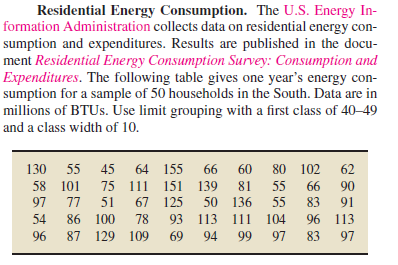 Residential Energy Consumption. The U.S. Energy In-
formation Administration collects data on residential energy con-
sumption and expenditures. Results are published in the docu-
ment Residential Energy Consumption Survey: Consumption and
Expenditures. The following table gives one year's energy con-
sumption for a sample of 50 households in the South. Data are in
millions of BTUs. Use limit grouping with a first class of 40–49
and a class width of 10.
130 55 45 64 155 66 60 80 102 62
58 101 75 111 151 139 81 55 66 90
97 77 51 67 125 50 136 55 83 91
54 86 100 78 93 113 111 104 96 113
96 87 129 109 69 94 99 97 83 97